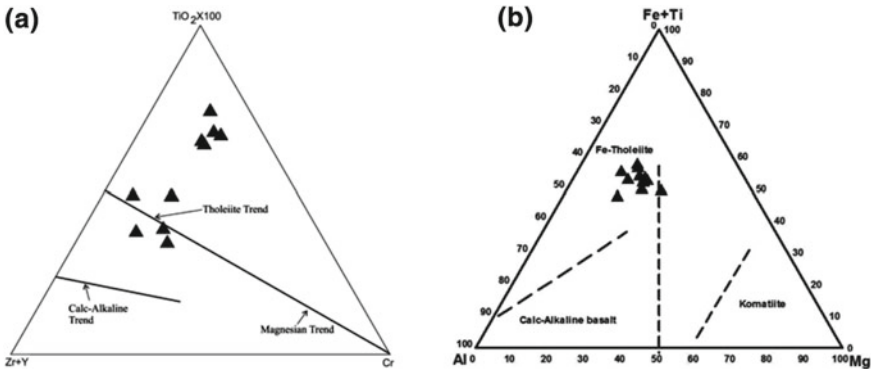 (a)
TiO2X100
Tholeiite Trend
Calc-Alkaline
Trend
Magnesian Trend
Zr+Y
Cr
(b)
Fe+Ti
0 100
10 90
20 80
30 70
40 60
50 50
60 40
70 30
80 20
90 10
100 0
Fe-Tholeiite
Calc-Alkaline basalt
Komatiite
Al 0 10 20 30 40 50 60 70 80 90 100 Mg